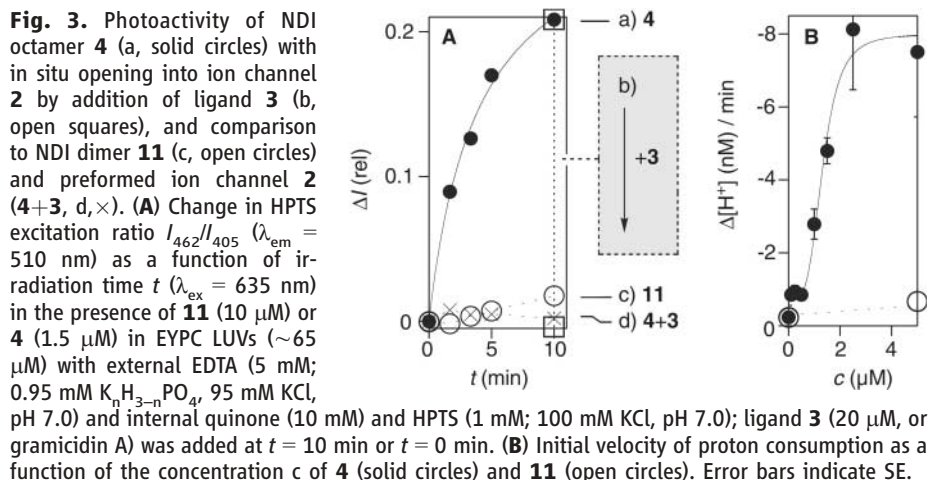 Fig. 3. Photoactivity of NDI
octamer 4 (a, solid circles) with
in situ opening into ion channel
2 by addition of ligand 3 (b,
open squares), and comparison
to NDI dimer 11 (c, open circles)
and preformed ion channel 2
(4+3, d,×). (A) Change in HPTS
excitation ratio I462/I405 (λem =
510 nm) as a function of ir-
radiation time t (λex = 635 nm)
in the presence of 11 (10 μM) or
4 (1.5 μM) in EYPC LUVs (~65
μM) with external EDTA (5 mM;
0.95 mM KnH3–nPO4, 95 mM KCl,
pH 7.0) and internal quinone (10 mM) and HPTS (1 mM; 100 mM KCl, pH 7.0); ligand 3 (20 μM, or
gramicidin A) was added at t = 10 min or t = 0 min. (B) Initial velocity of proton consumption as a
function of the concentration c of 4 (solid circles) and 11 (open circles). Error bars indicate SE.
A
0.2
0.1
0
ΔI (rel)
0
5
10
t (min)
a) 4
b)
+3
c) 11
d) 4+3
B
-8
-6
-4
-2
0
Δ[H+] (nM) / min
0
2
4
c (μM)